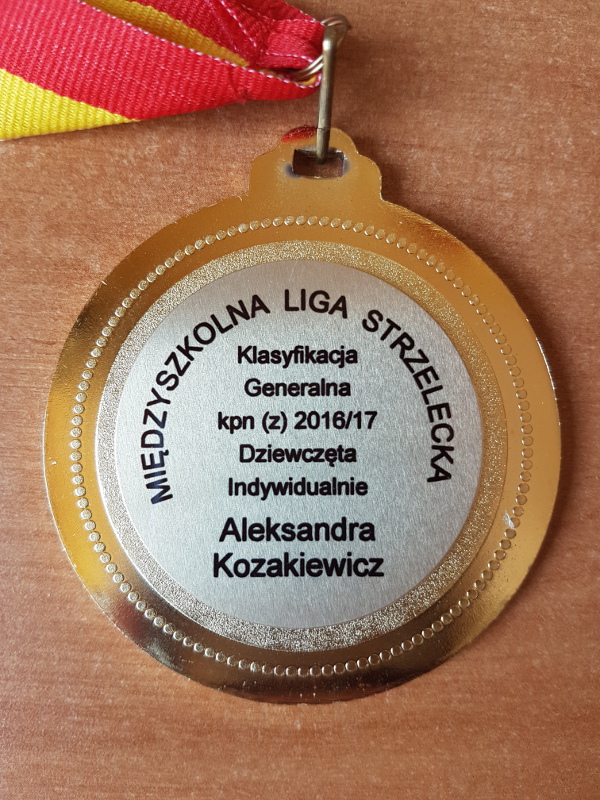 MIĘDZYSZKOLNA LIGA STRZELECKA
Klasyfikacja
Generalna
kpn (z) 2016/17
Dziewczęta
Indywidualnie
Aleksandra
Kozakiewicz